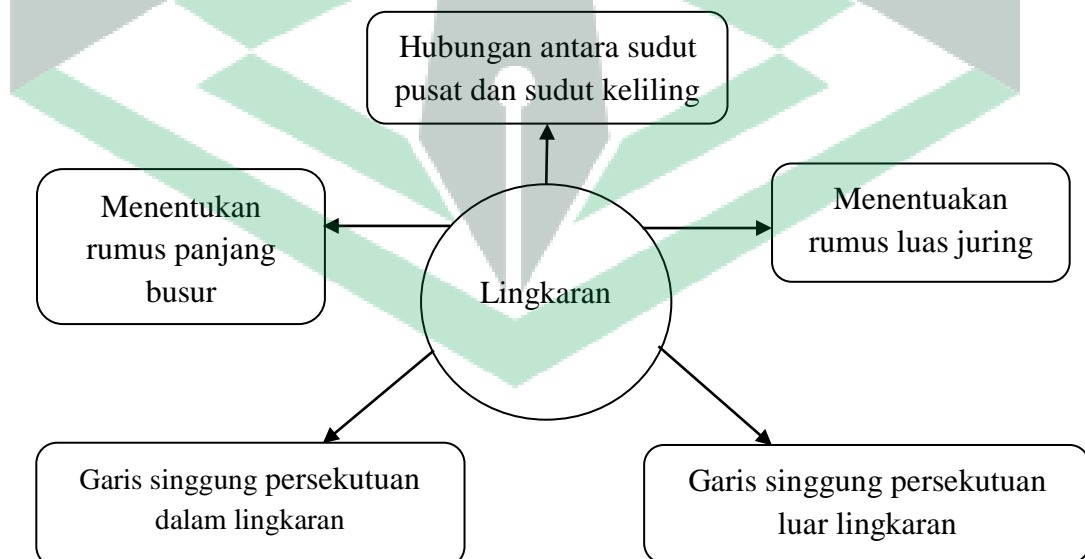 Hubungan antara sudut
pusat dan sudut keliling
Menentukan
rumus panjang
busur
Menentuakan
rumus luas juring
Lingkaran
Garis singgung persekutuan
dalam lingkaran
Garis singgung persekutuan
luar lingkaran